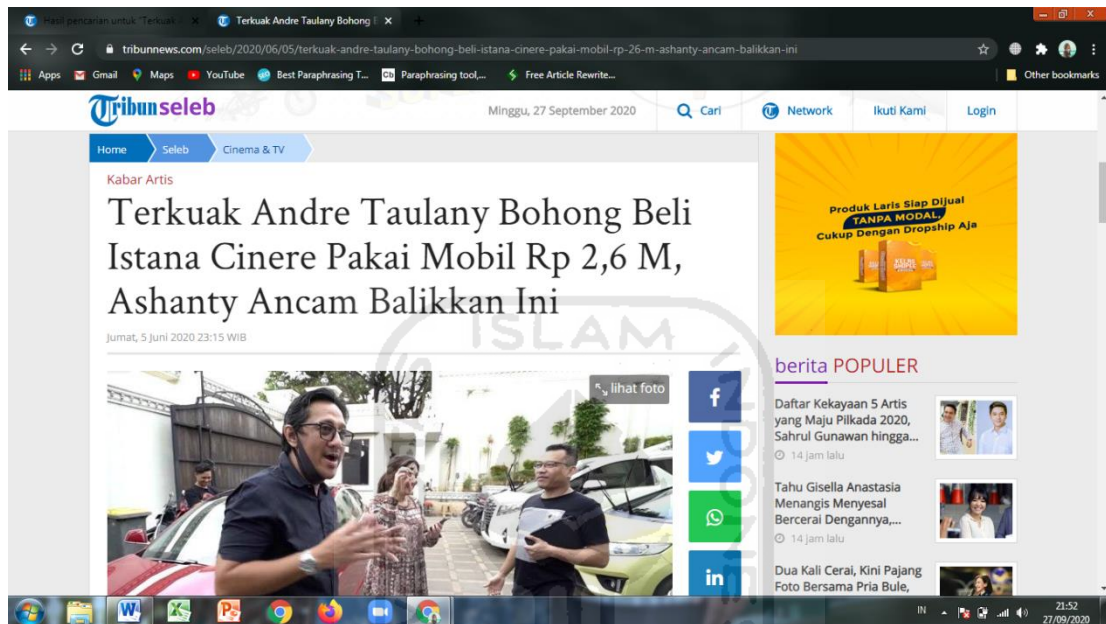 Hasil pencarian untuk "Terkuak
Terkuak Andre Taulany Bohong B
tribunnews.com/seleb/2020/06/05/terkuak-andre-taulany-bohong-beli-istana-cinere-pakai-mobil-rp-26-m-ashanty-ancam-balikkan-ini
Apps Gmail Maps YouTube Best Paraphrasing T... Paraphrasing tool,... Free Article Rewrite... Other bookmarks
Tribunseleb Minggu, 27 September 2020 Cari Network Ikuti Kami Login
Home Seleb Cinema & TV
Kabar Artis
Terkuak Andre Taulany Bohong Beli
Istana Cinere Pakai Mobil Rp 2,6 M,
Ashanty Ancam Balikkan Ini
Jumat, 5 Juni 2020 23:15 WIB
lihat foto
Produk Laris Siap Dijual
TANPA MODAL,
Cukup Dengan Dropship Aja
berita POPULER
Daftar Kekayaan 5 Artis
yang Maju Pilkada 2020,
Sahrul Gunawan hingga...
14 jam lalu
Tahu Gisella Anastasia
Menangis Menyesal
Bercerai Dengannya,...
14 jam lalu
Dua Kali Cerai, Kini Pajang
Foto Bersama Pria Bule,
ISLAM
INDONE
IN
21:52
27/09/2020